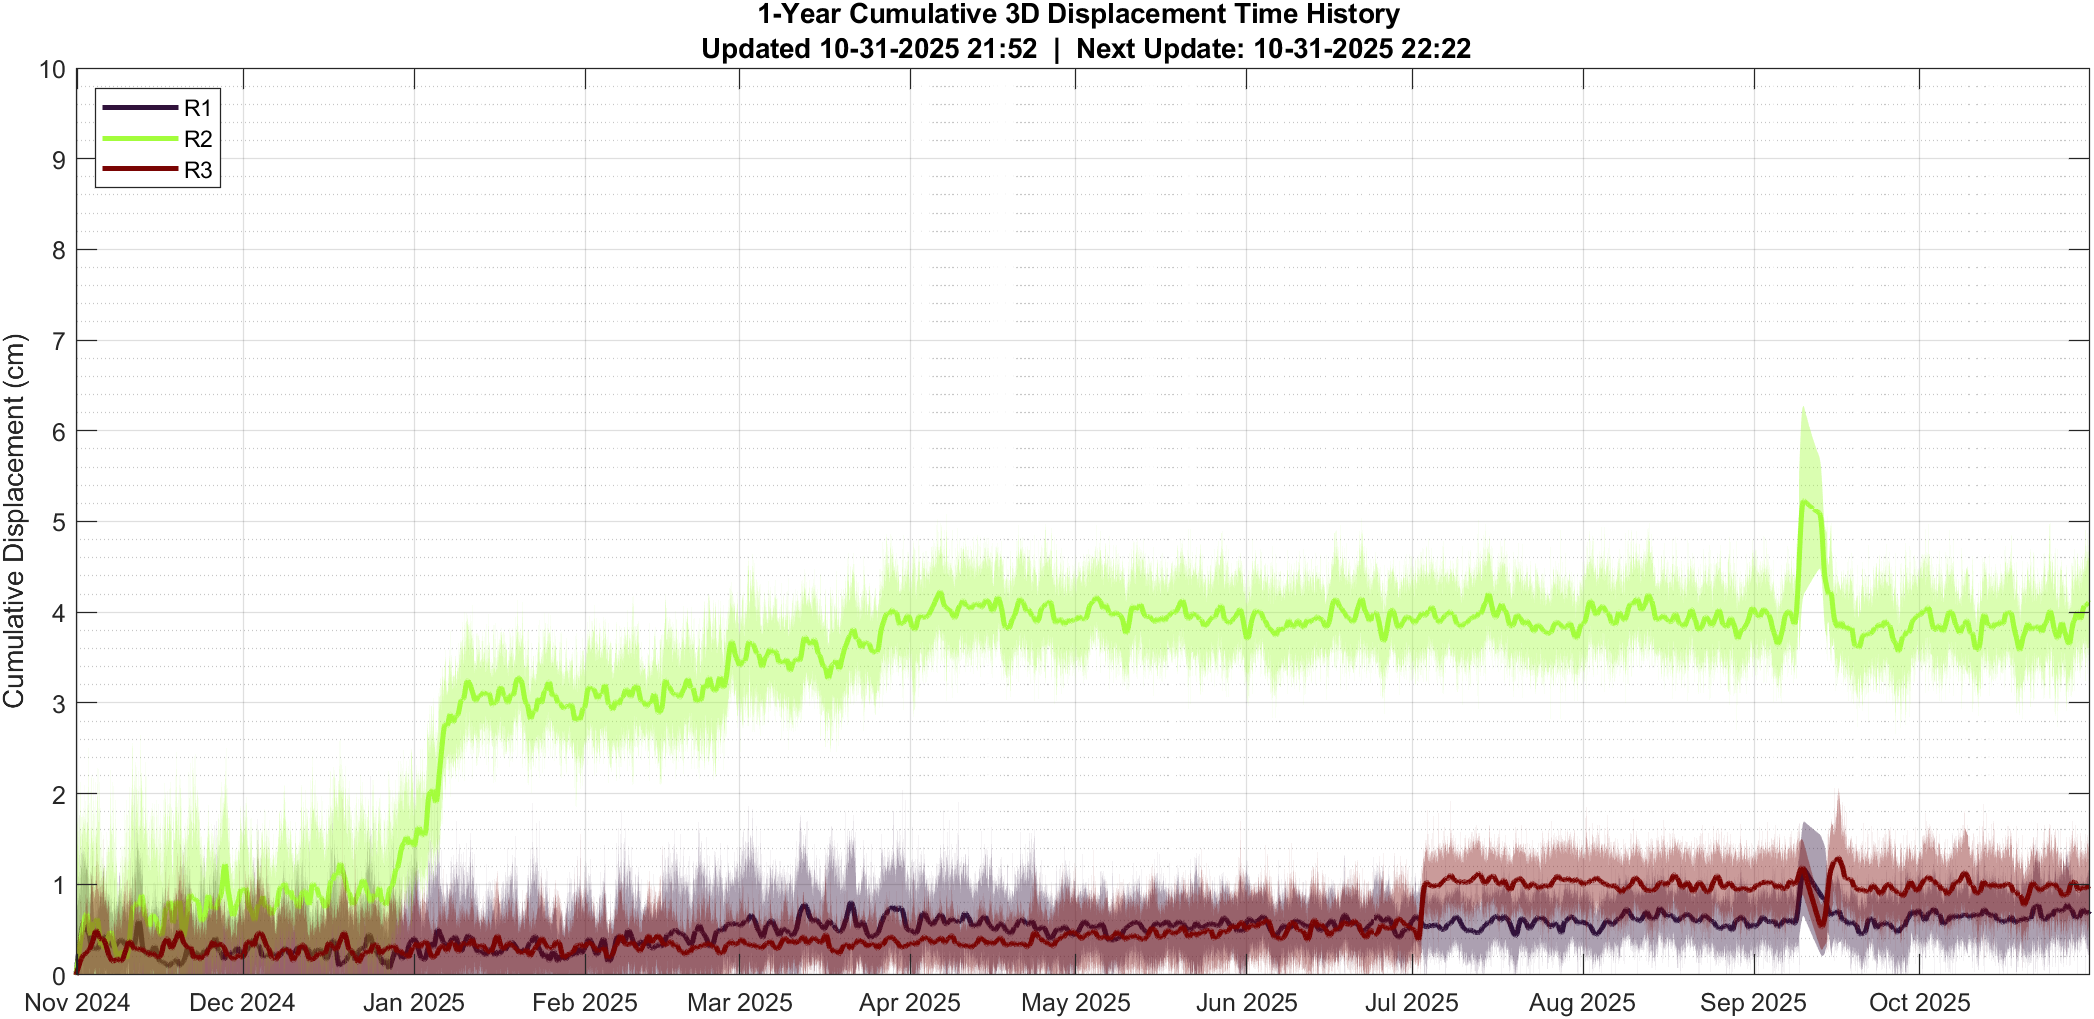 1-Year Cumulative 3D Displacement Time History
Updated 10-31-2025 21:52 | Next Update: 10-31-2025 22:22
R1
R2
R3
Cumulative Displacement (cm)
10
9
8
7
6
5
4
3
2
1
0
Nov 2024 Dec 2024 Jan 2025 Feb 2025 Mar 2025 Apr 2025 May 2025 Jun 2025 Jul 2025 Aug 2025 Sep 2025 Oct 2025